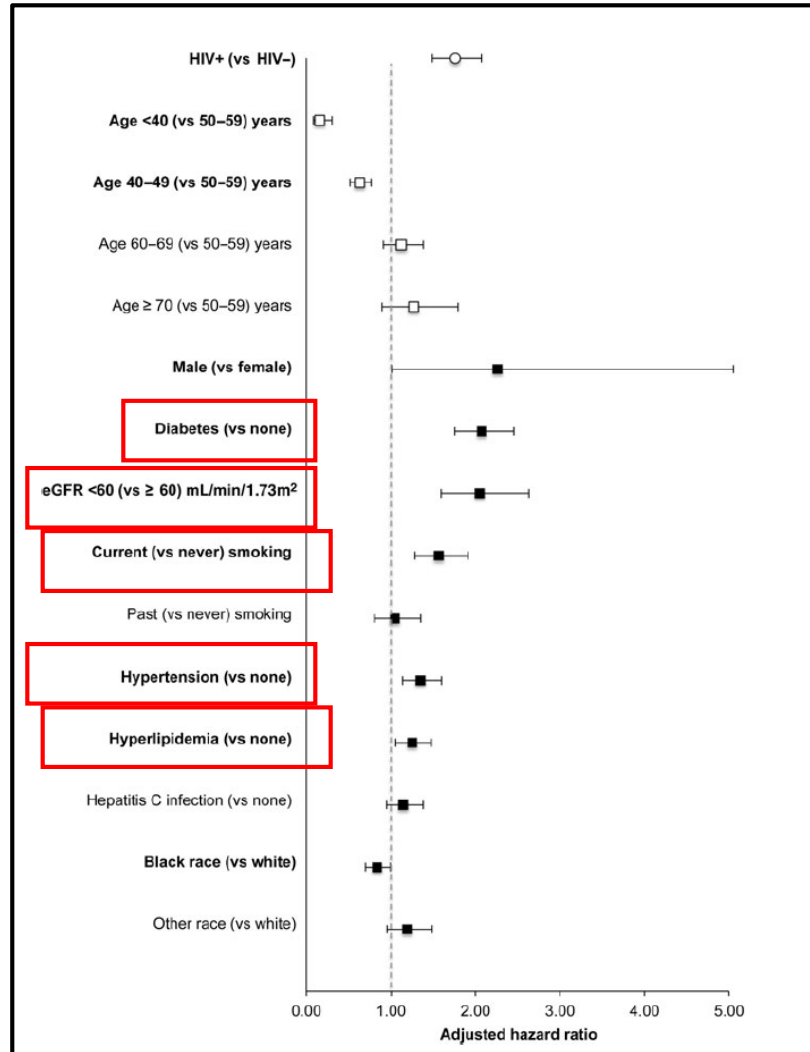 HIV+ (vs HIV–)
Age <40 (vs 50–59) years
Age 40–49 (vs 50–59) years
Age 60–69 (vs 50–59) years
Age ≥ 70 (vs 50–59) years
Male (vs female)
Diabetes (vs none)
eGFR <60 (vs ≥ 60) mL/min/1.73m²
Current (vs never) smoking
Past (vs never) smoking
Hypertension (vs none)
Hyperlipidemia (vs none)
Hepatitis C infection (vs none)
Black race (vs white)
Other race (vs white)
0.00 1.00 2.00 3.00 4.00 5.00
Adjusted hazard ratio